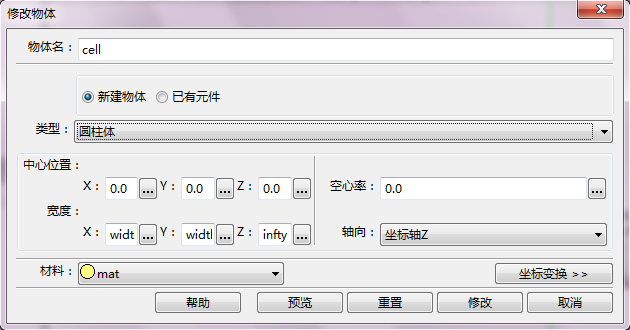 修改物体
物体名： cell
新建物体 已有元件
类型： 圆柱体
中心位置：
X： 0.0 ... Y： 0.0 ... Z： 0.0 ... 空心率： 0.0 ...
宽度：
X： widt ... Y： widtl ... Z： infty ... 轴向： 坐标轴Z
材料： mat 坐标变换 >>
帮助 预览 重置 修改 取消